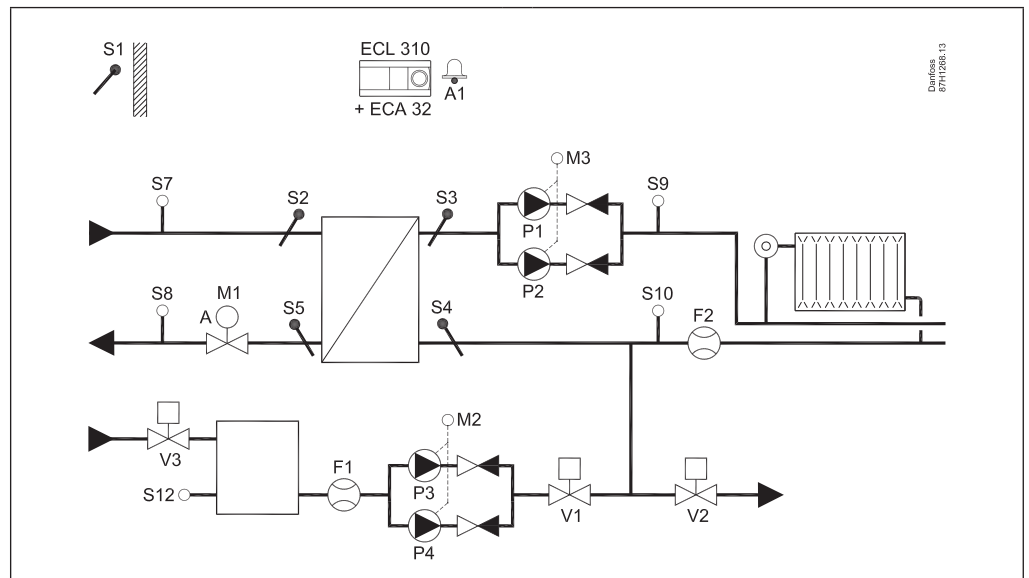 S1
ECL 310
A1
+ ECA 32
Danfoss
87H1268.13
M3
S7
S2
S3
S9
P1
P2
S8
M1
A
S5
S4
S10
F2
M2
V3
F1
P3
S12
V1
V2
P4